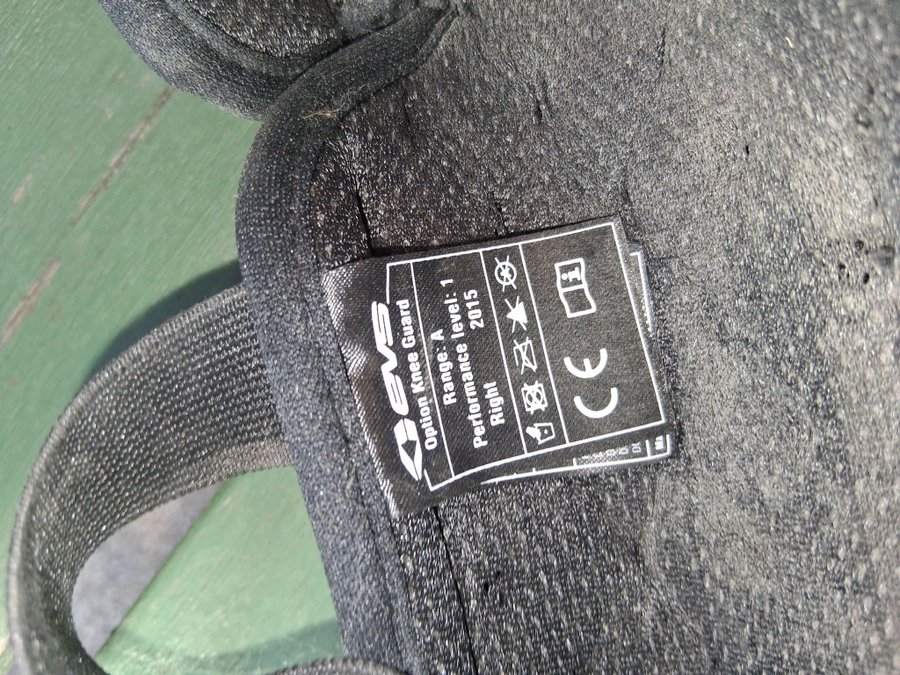 EVS
Option Knee Guard
Range: A
Performance level: 1
Right 2015
CE